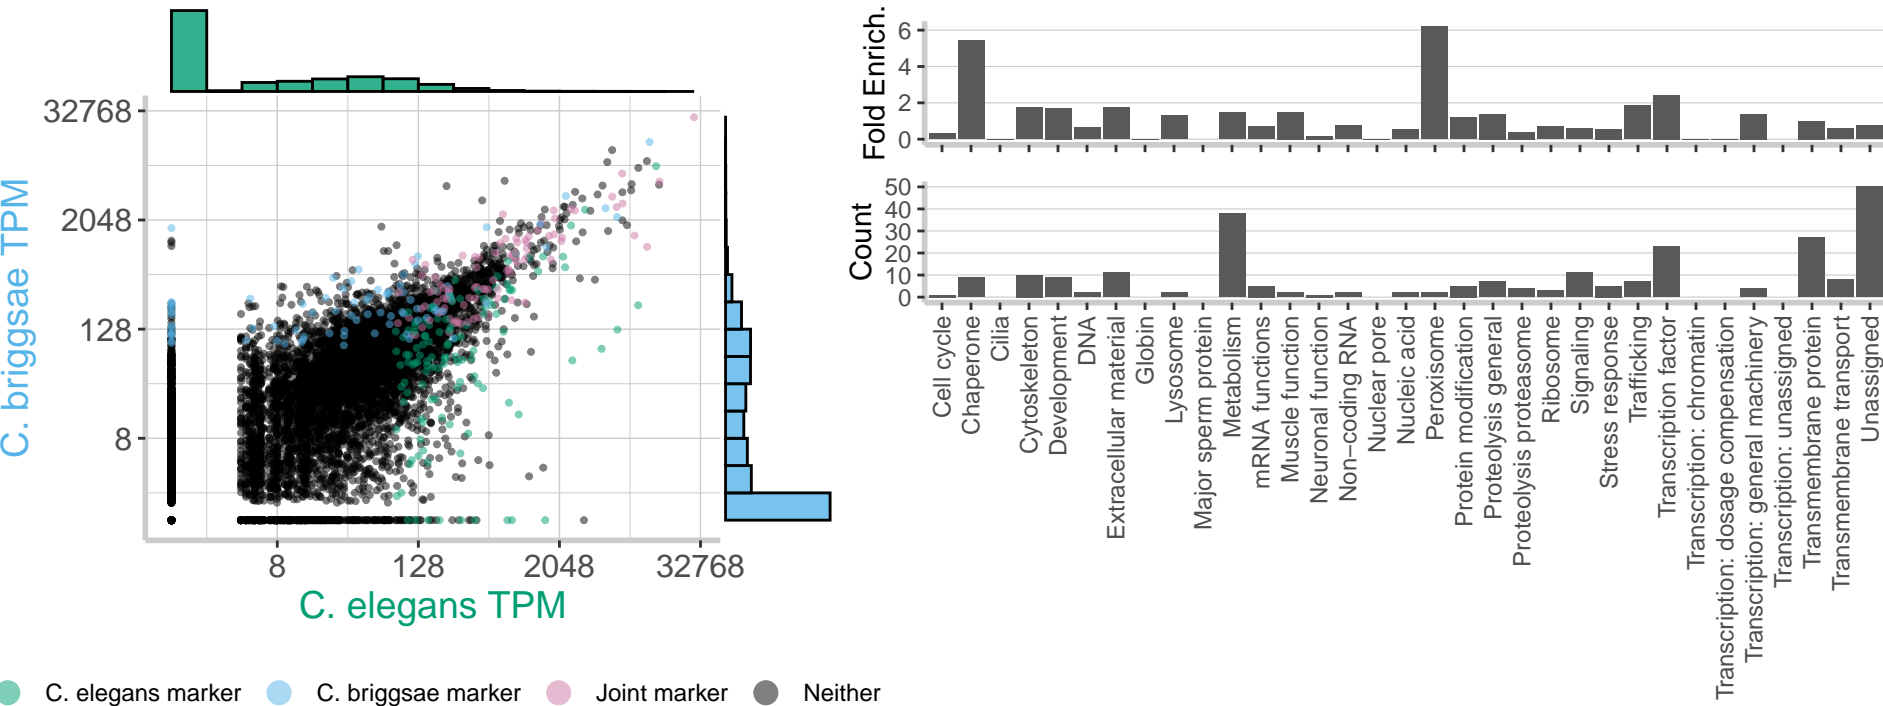 32768
2048
128
8
C. briggsae TPM
8
128
2048
32768
C. elegans TPM
C. elegans marker
C. briggsae marker
Joint marker
Neither
Fold Enrich.
6
4
2
0
Count
50
40
30
20
10
0
Cell cycle
Chaperone
Cilia
Cytoskeleton
Development
DNA
Extracellular material
Globin
Lysosome
Major sperm protein
Metabolism
mRNA functions
Muscle function
Neuronal function
Non−coding RNA
Nuclear pore
Nucleic acid
Peroxisome
Protein modification
Proteolysis general
Proteolysis proteasome
Ribosome
Signaling
Stress response
Trafficking
Transcription factor
Transcription: chromatin
Transcription: dosage compensation
Transcription: general machinery
Transcription: unassigned
Transmembrane protein
Transmembrane transport
Unassigned